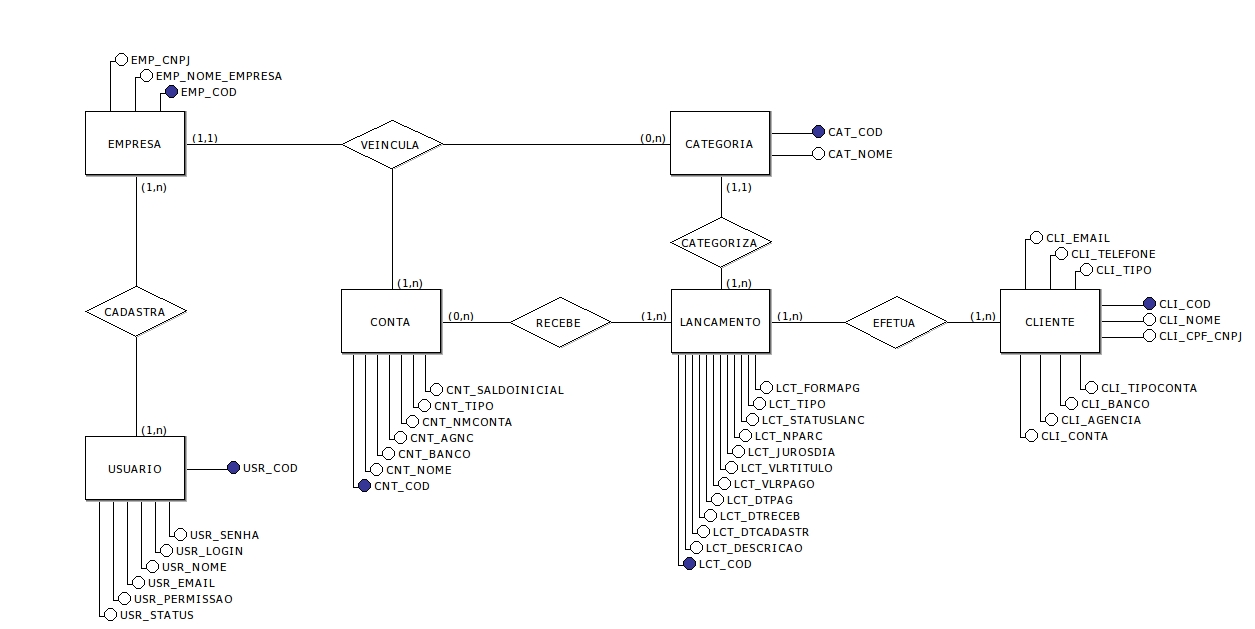 EMP_CNPJ
EMP_NOME_EMPRESA
EMP_COD
EMPRESA
(1,1)
VEINCULA
(0,n)
CATEGORIA
CAT_COD
CAT_NOME
(1,n)
(1,1)
CATEGORIZA
(1,n)
CADASTRA
(1,n)
CONTA
(0,n)
RECEBE
(1,n)
LANCAMENTO
(1,n)
EFETUA
(1,n)
CLIENTE
CLI_EMAIL
CLI_TELEFONE
CLI_TIPO
CLI_COD
CLI_NOME
CLI_CPF_CNPJ
CLI_TIPOCONTA
CLI_BANCO
CLI_AGENCIA
CLI_CONTA
CNT_SALDOINICIAL
CNT_TIPO
CNT_NMCONTA
CNT_AGNC
CNT_BANCO
CNT_NOME
CNT_COD
LCT_FORMAPG
LCT_TIPO
LCT_STATUSLANC
LCT_NPARC
LCT_JUROSDIA
LCT_VLRTITULO
LCT_VLRPAGO
LCT_DTPAG
LCT_DTRECEB
LCT_DTCADASTR
LCT_DESCRICAO
LCT_COD
(1,n)
USUARIO
USR_COD
USR_SENHA
USR_LOGIN
USR_NOME
USR_EMAIL
USR_PERMISSAO
USR_STATUS